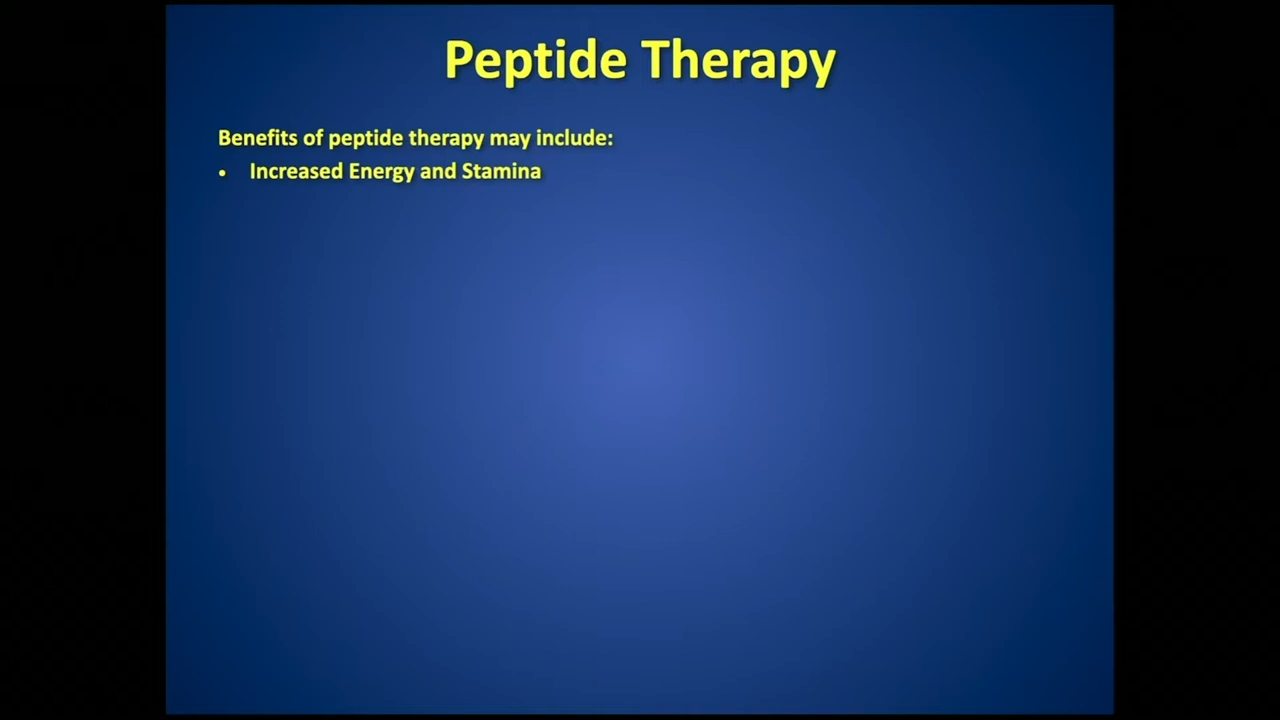 Peptide Therapy
Benefits of peptide therapy may include:
• Increased Energy and Stamina